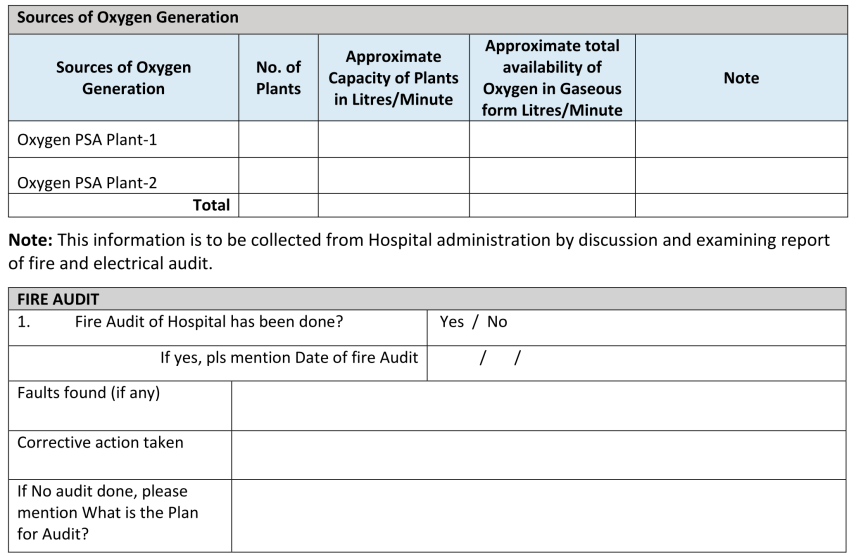 Sources of Oxygen Generation
Sources of Oxygen
Generation
No. of
Plants
Approximate
Capacity of Plants
in Litres/Minute
Approximate total
availability of
Oxygen in Gaseous
form Litres/Minute
Note
Oxygen PSA Plant-1
Oxygen PSA Plant-2
Total
Note: This information is to be collected from Hospital administration by discussion and examining report
of fire and electrical audit.
FIRE AUDIT
1. Fire Audit of Hospital has been done? Yes / No
If yes, pls mention Date of fire Audit / /
Faults found (if any)
Corrective action taken
If No audit done, please
mention What is the Plan
for Audit?